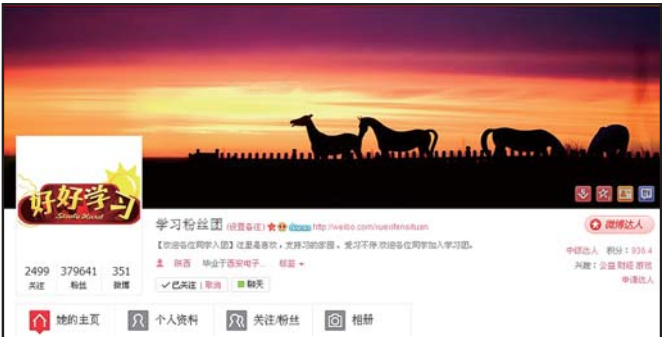 好好学习
Study Hard
学习粉丝团 (设置备注) http://weibo.com/xuexifensituan
微博达人
【欢迎各位同学入团】这里是喜欢，支持习的家园。爱习不停欢迎各位同学加入学习团。
中级达人 积分：936.4
陕西 毕业于西安电子... 标签
兴趣：公益 财经 游戏
申请达人
2499 379641 351
关注 粉丝 微博
已关注 | 取消 聊天
她的主页 个人资料 关注/粉丝 相册